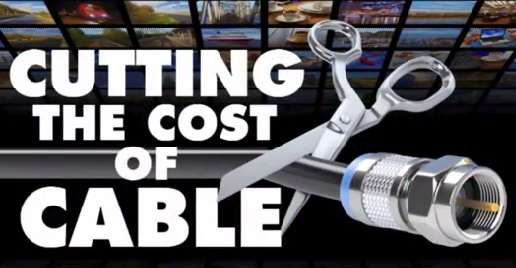 CUTTING
THE COST
OF
CABLE